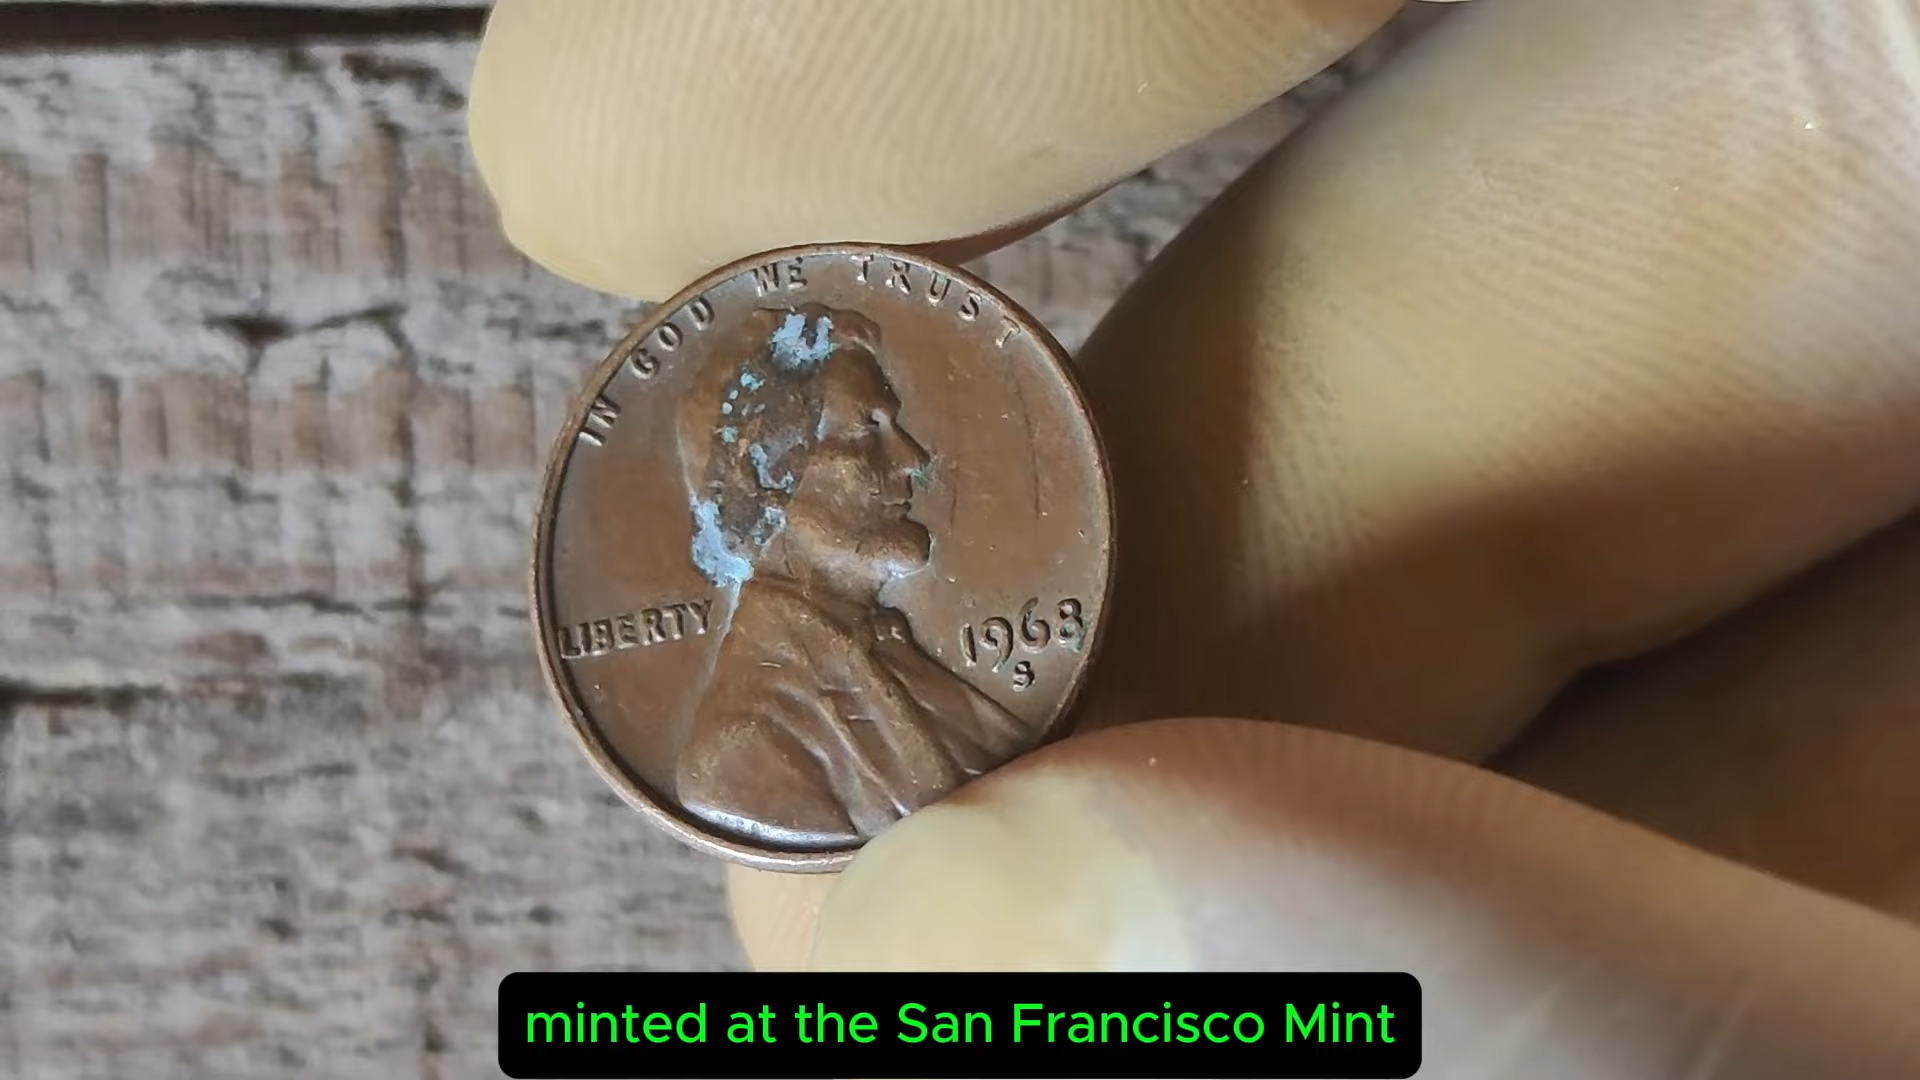 IN GOD WE TRUST
LIBERTY
1968
S
minted at the San Francisco Mint